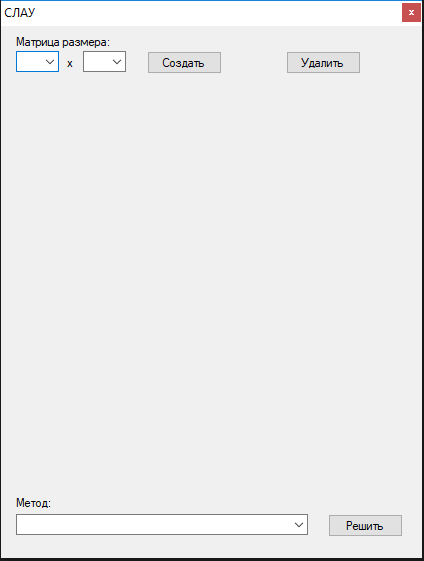 СЛАУ
x
Матрица размера:
x Создать Удалить
Метод:
Решить